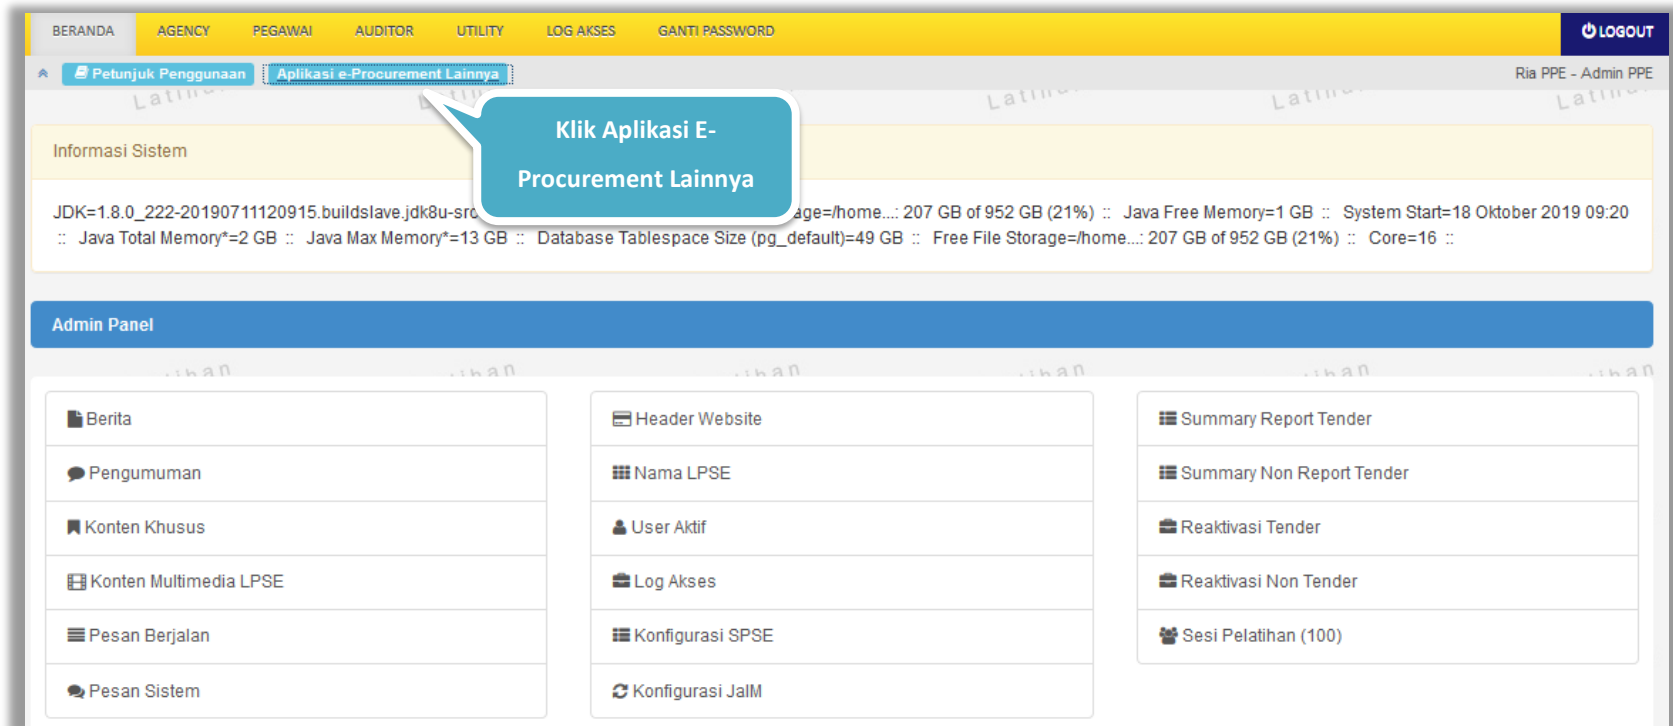 BERANDA AGENCY PEGAWAI AUDITOR UTILITY LOG AKSES GANTI PASSWORD LOGOUT
Petunjuk Penggunaan Aplikasi e-Procurement Lainnya Ria PPE - Admin PPE
Klik Aplikasi E-
Procurement Lainnya
Informasi Sistem
JDK=1.8.0_222-20190711120915.buildslave.jdk8u-src age=/home...: 207 GB of 952 GB (21%) :: Java Free Memory=1 GB :: System Start=18 Oktober 2019 09:20
:: Java Total Memory*=2 GB :: Java Max Memory*=13 GB :: Database Tablespace Size (pg_default)=49 GB :: Free File Storage=/home...: 207 GB of 952 GB (21%) :: Core=16 ::
Admin Panel
Berita
Pengumuman
Konten Khusus
Konten Multimedia LPSE
Pesan Berjalan
Pesan Sistem
Header Website
Nama LPSE
User Aktif
Log Akses
Konfigurasi SPSE
Konfigurasi JaIM
Summary Report Tender
Summary Non Report Tender
Reaktivasi Tender
Reaktivasi Non Tender
Sesi Pelatihan (100)